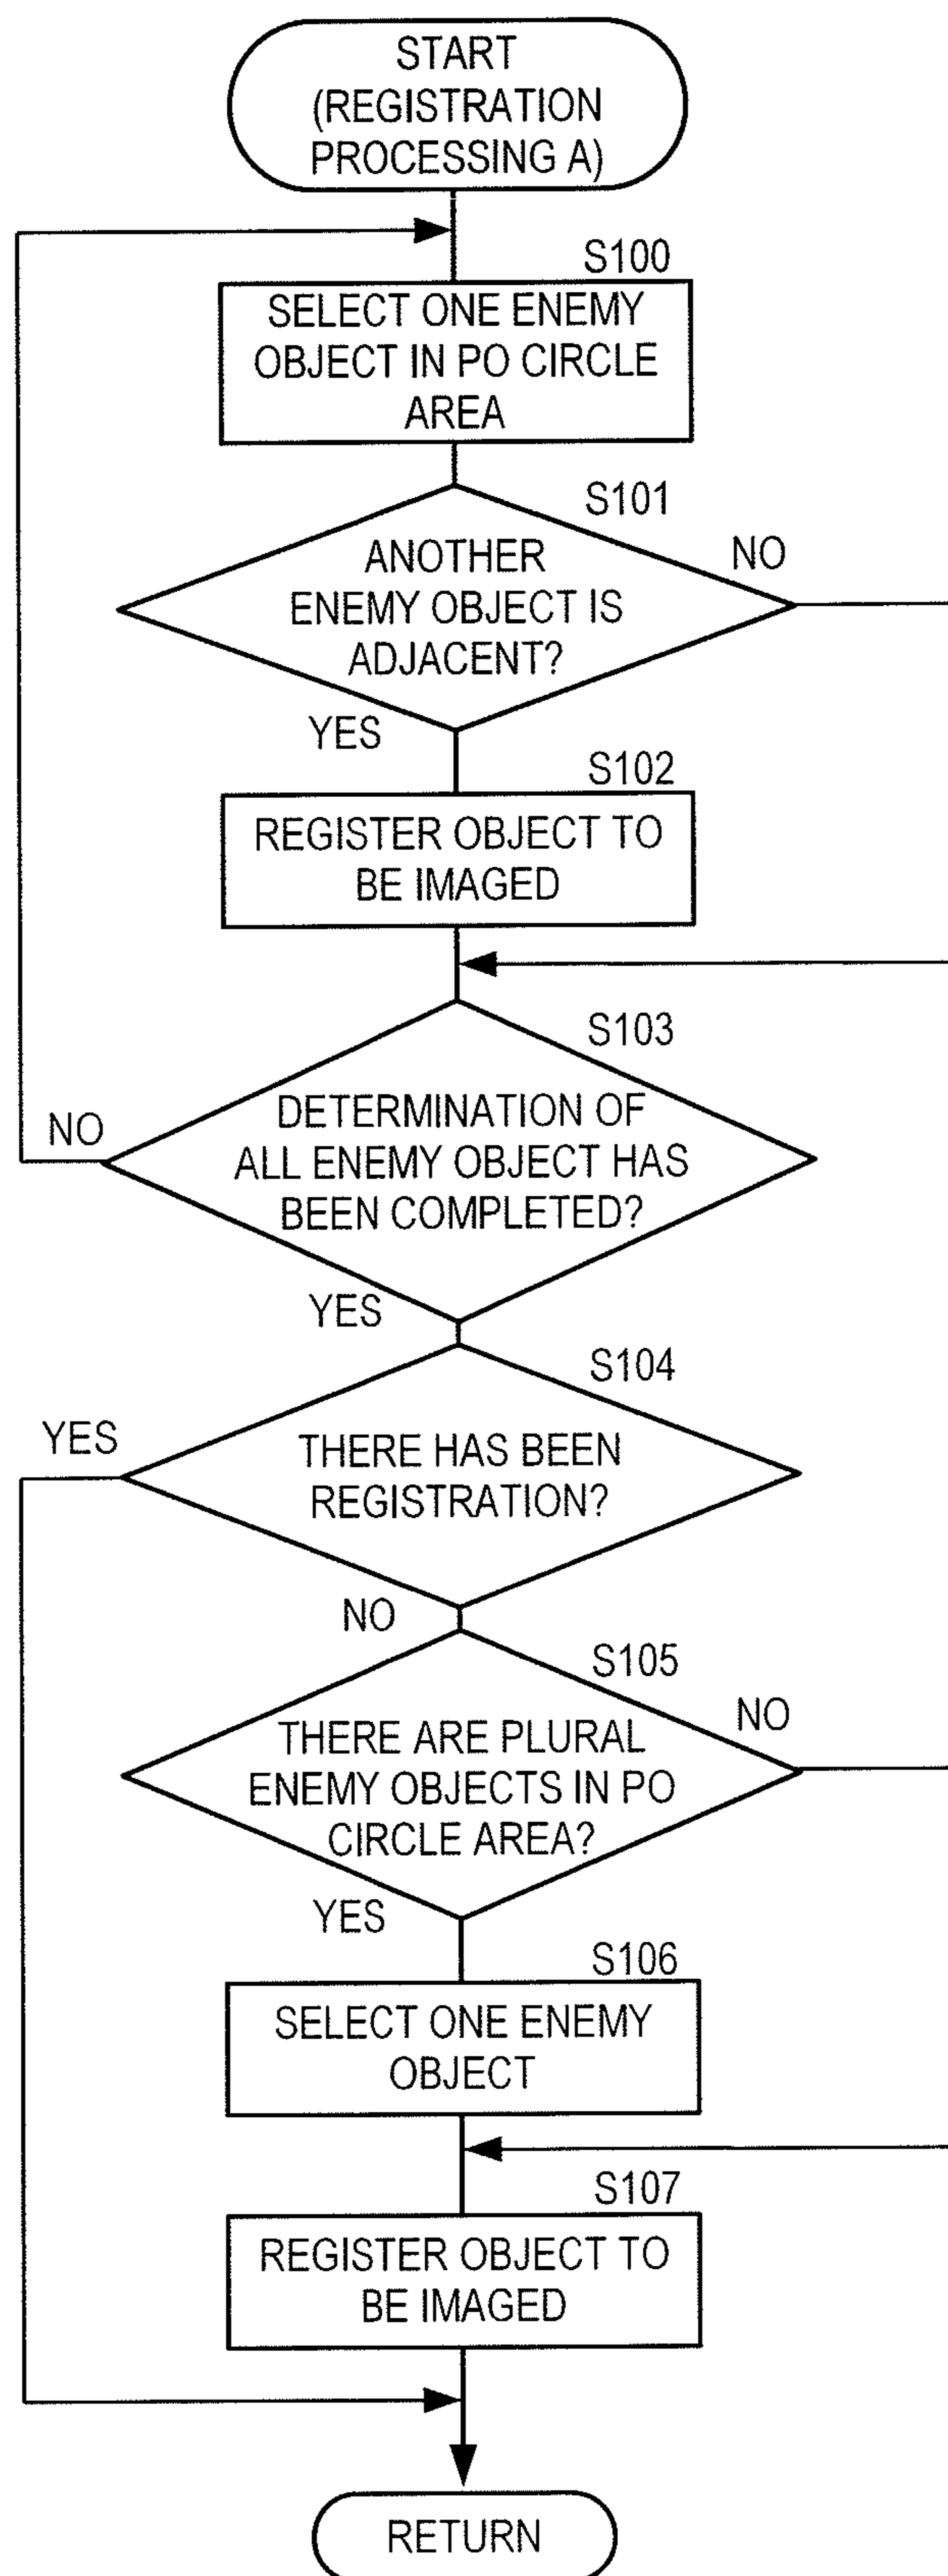 START
(REGISTRATION
PROCESSING A)
S100
SELECT ONE ENEMY
OBJECT IN PO CIRCLE
AREA
S101
ANOTHER
ENEMY OBJECT IS
ADJACENT?
NO
YES
S102
REGISTER OBJECT TO
BE IMAGED
S103
DETERMINATION OF
ALL ENEMY OBJECT HAS
BEEN COMPLETED?
NO
YES
S104
YES
THERE HAS BEEN
REGISTRATION?
NO
S105
NO
THERE ARE PLURAL
ENEMY OBJECTS IN PO
CIRCLE AREA?
YES
S106
SELECT ONE ENEMY
OBJECT
S107
REGISTER OBJECT TO
BE IMAGED
RETURN